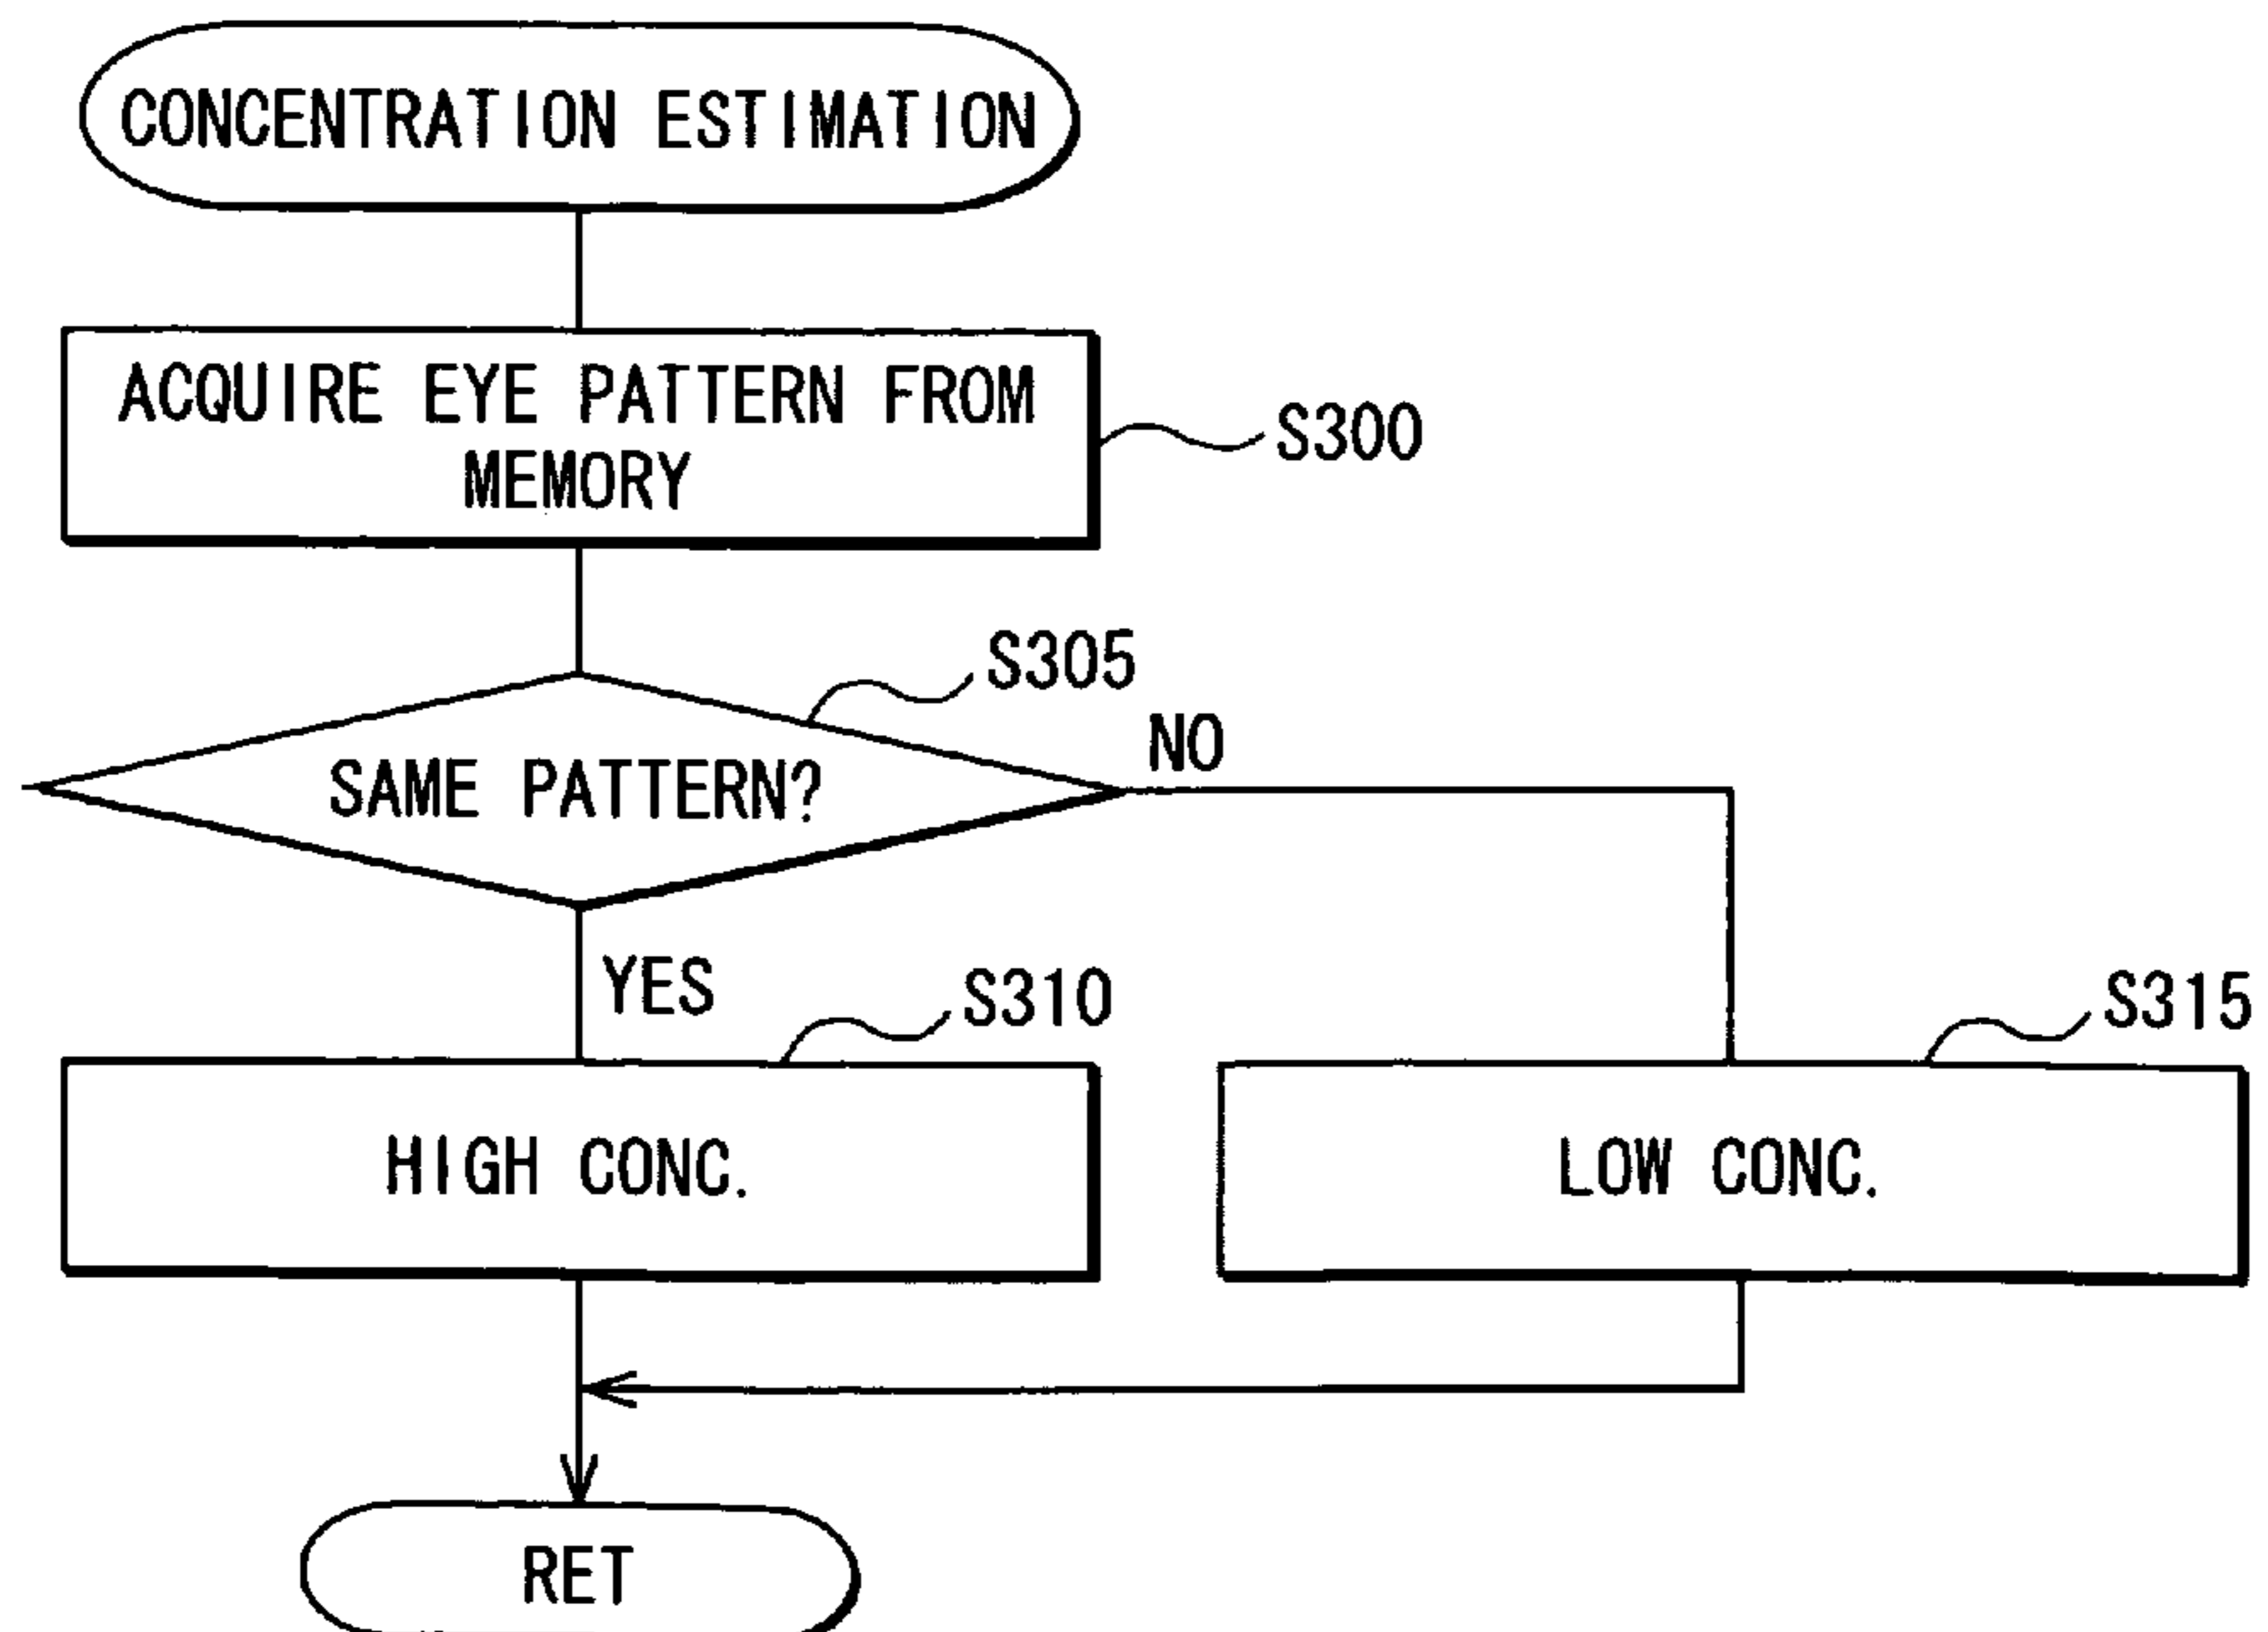 CONCENTRATION ESTIMATION
ACQUIRE EYE PATTERN FROM
MEMORY
S300
S305
SAME PATTERN?
NO
YES
S310
S315
HIGH CONC.
LOW CONC.
RET